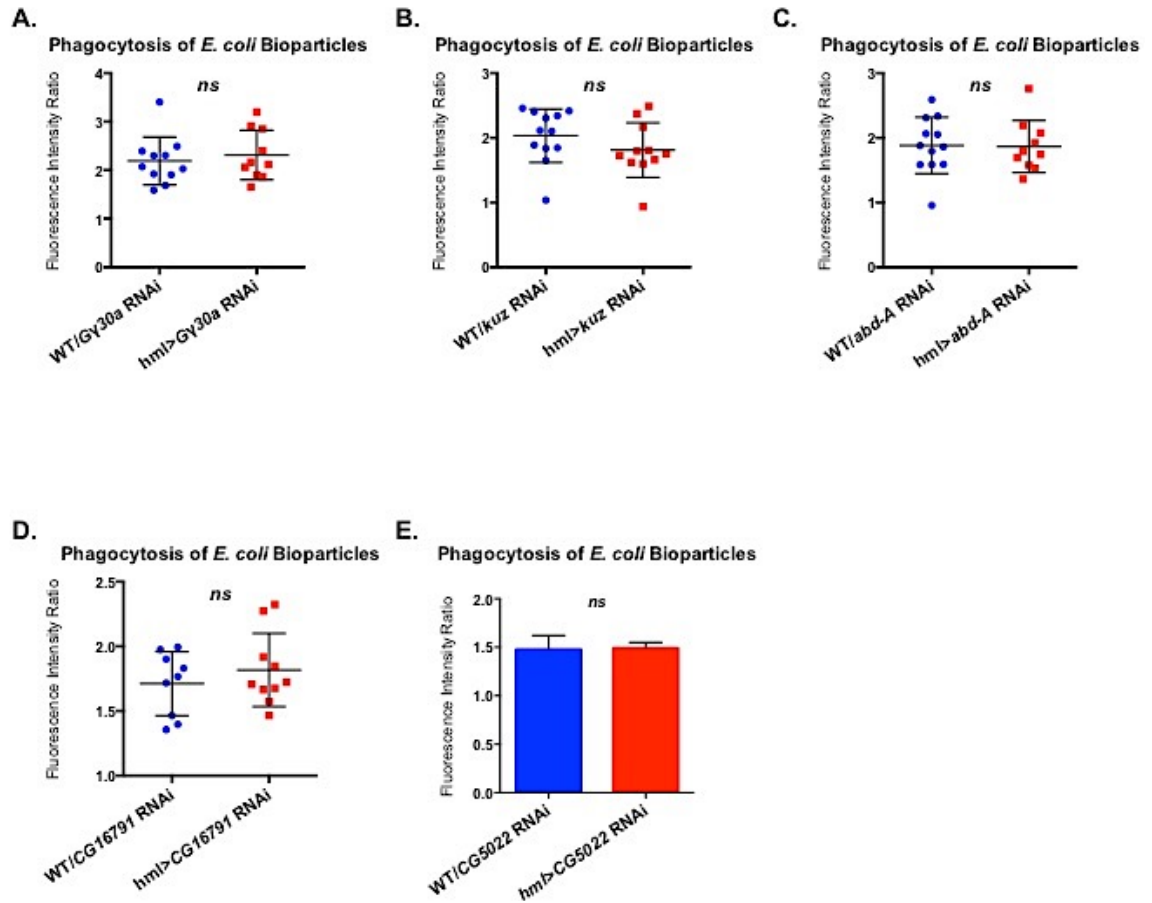 A.
Phagocytosis of E. coli Bioparticles
Fluorescence Intensity Ratio
4
3
2
1
0
ns
WT/Gγ30a RNAi
hml>Gγ30a RNAi
B.
Phagocytosis of E. coli Bioparticles
Fluorescence Intensity Ratio
3
2
1
0
ns
WT/kuz RNAi
hml>kuz RNAi
C.
Phagocytosis of E. coli Bioparticles
Fluorescence Intensity Ratio
3
2
1
0
ns
WT/abd-A RNAi
hml>abd-A RNAi
D.
Phagocytosis of E. coli Bioparticles
Fluorescence Intensity Ratio
2.5
2.0
1.5
1.0
ns
WT/CG16791 RNAi
hml>CG16791 RNAi
E.
Phagocytosis of E. coli Bioparticles
Fluorescence Intensity Ratio
2.0
1.5
1.0
0.5
0.0
ns
WT/CG5022 RNAi
hml>CG5022 RNAi